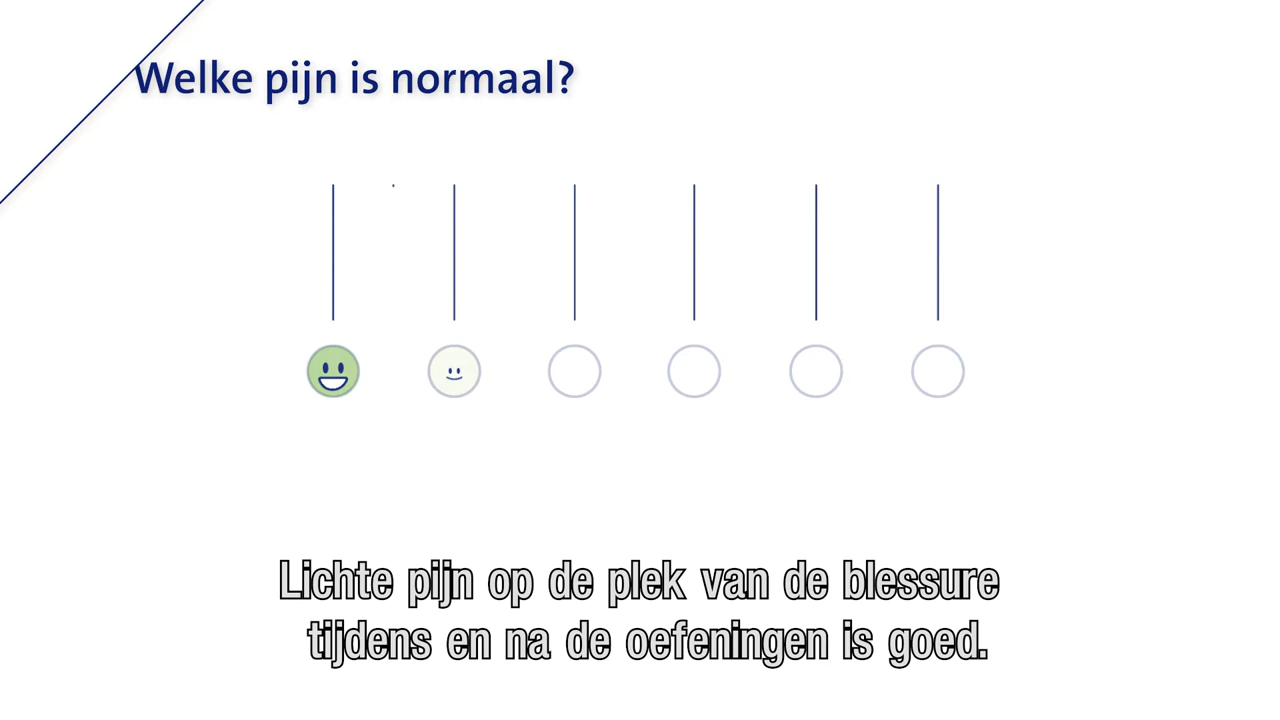 Welke pijn is normaal?
Lichte pijn op de plek van de blessure
tijdens en na de oefeningen is goed.